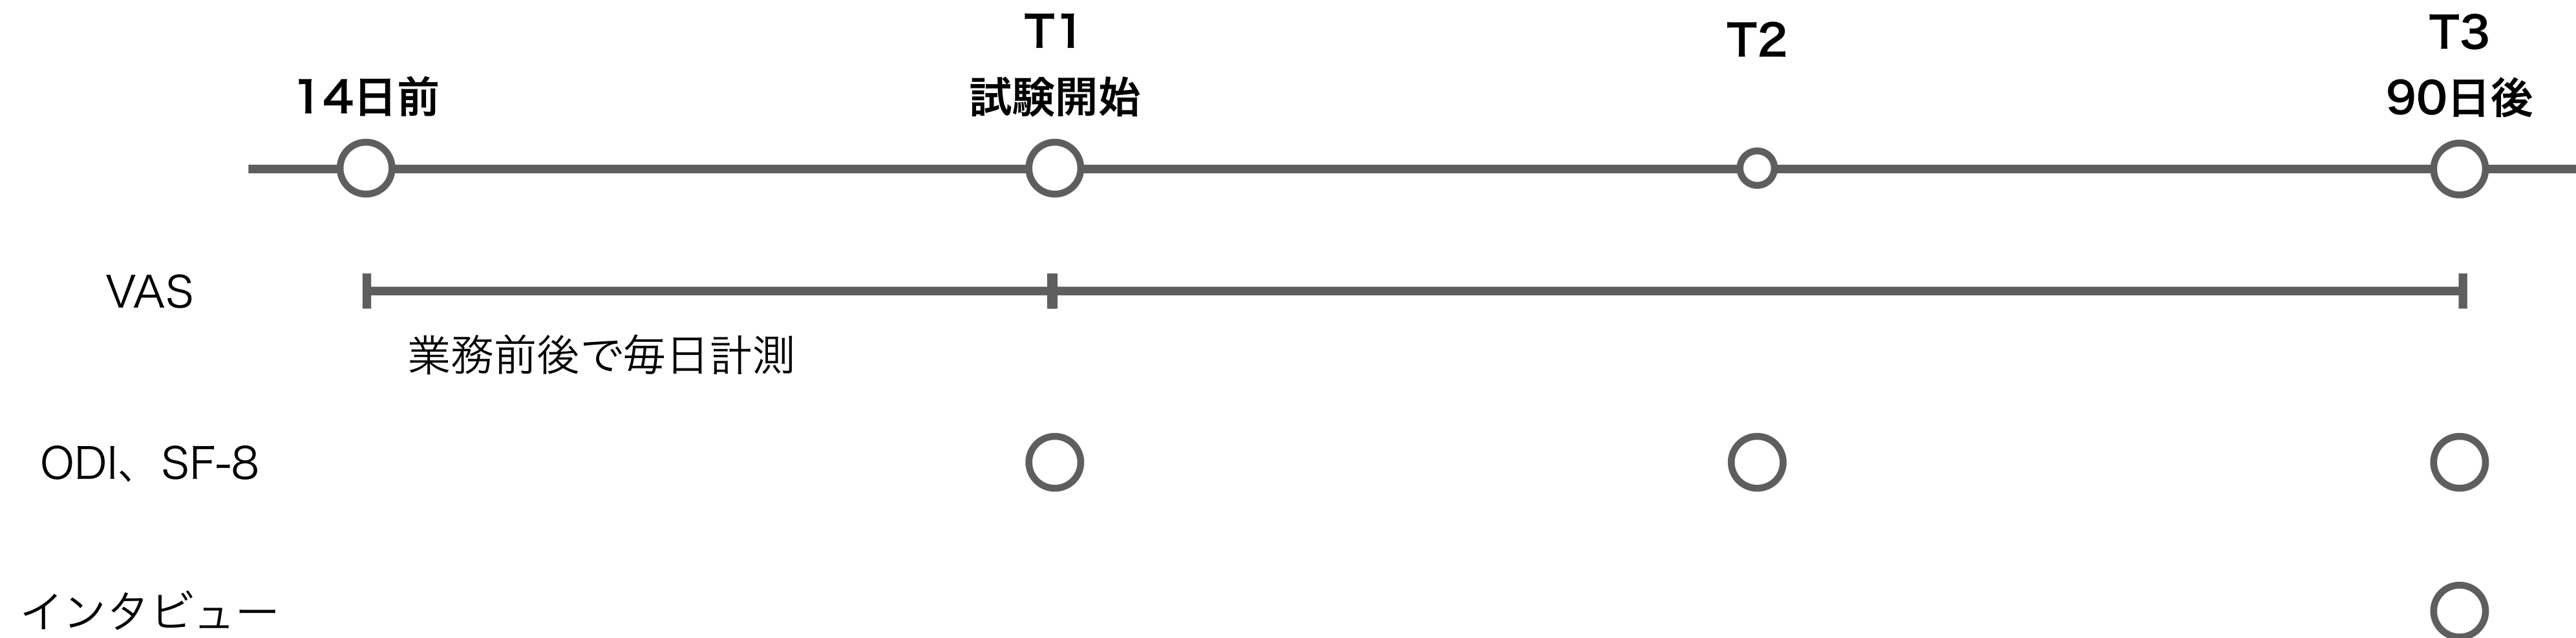 14日前
T1
試験開始
T2
T3
90日後
VAS
業務前後で毎日計測
ODI、SF-8
インタビュー